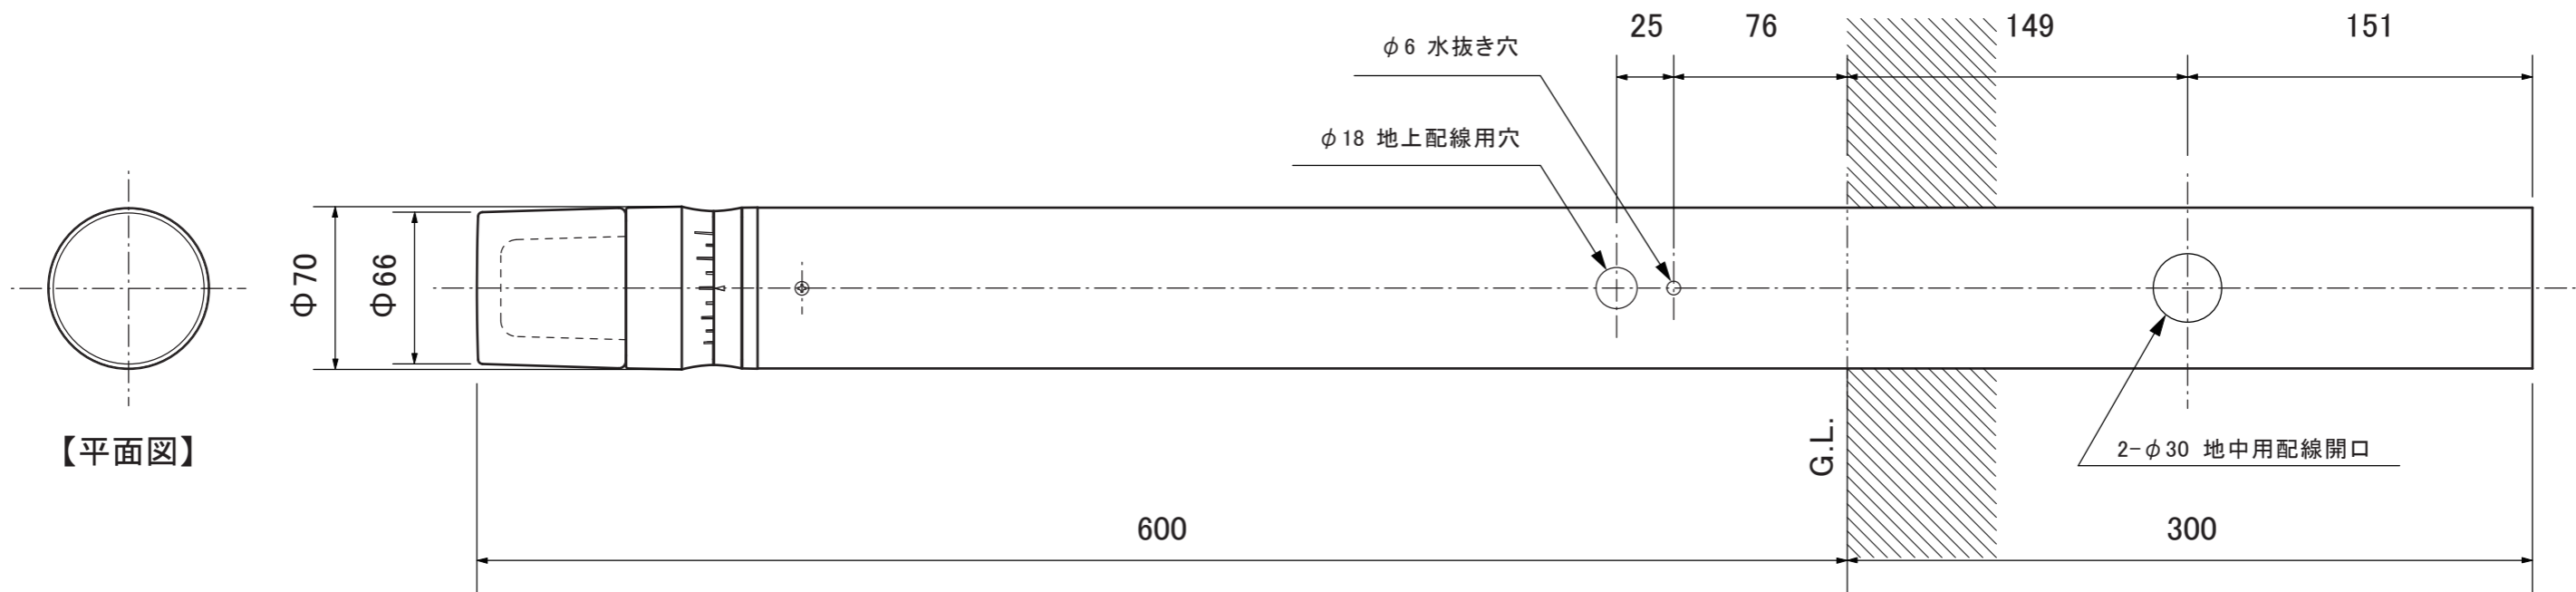 25
76
149
151
φ6 水抜き穴
φ18 地上配線用穴
Φ70
Φ66
【平面図】
G.L.
2-φ30 地中用配線開口
600
300